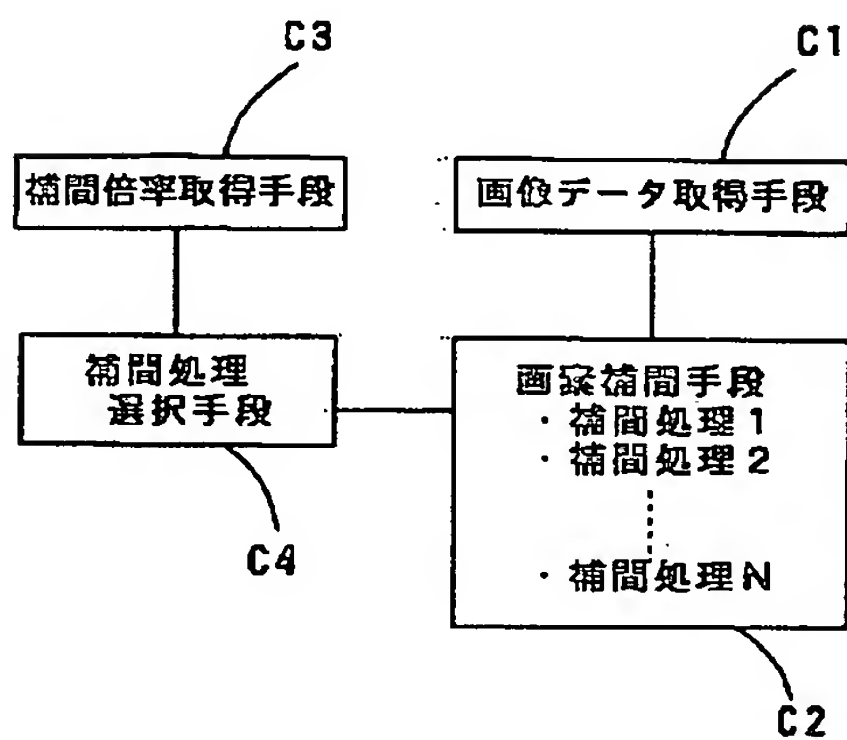 C3
C1
補間倍率取得手段
画像データ取得手段
補間処理
選択手段
画素補間手段
・補間処理1
・補間処理2
・補間処理N
C4
C2